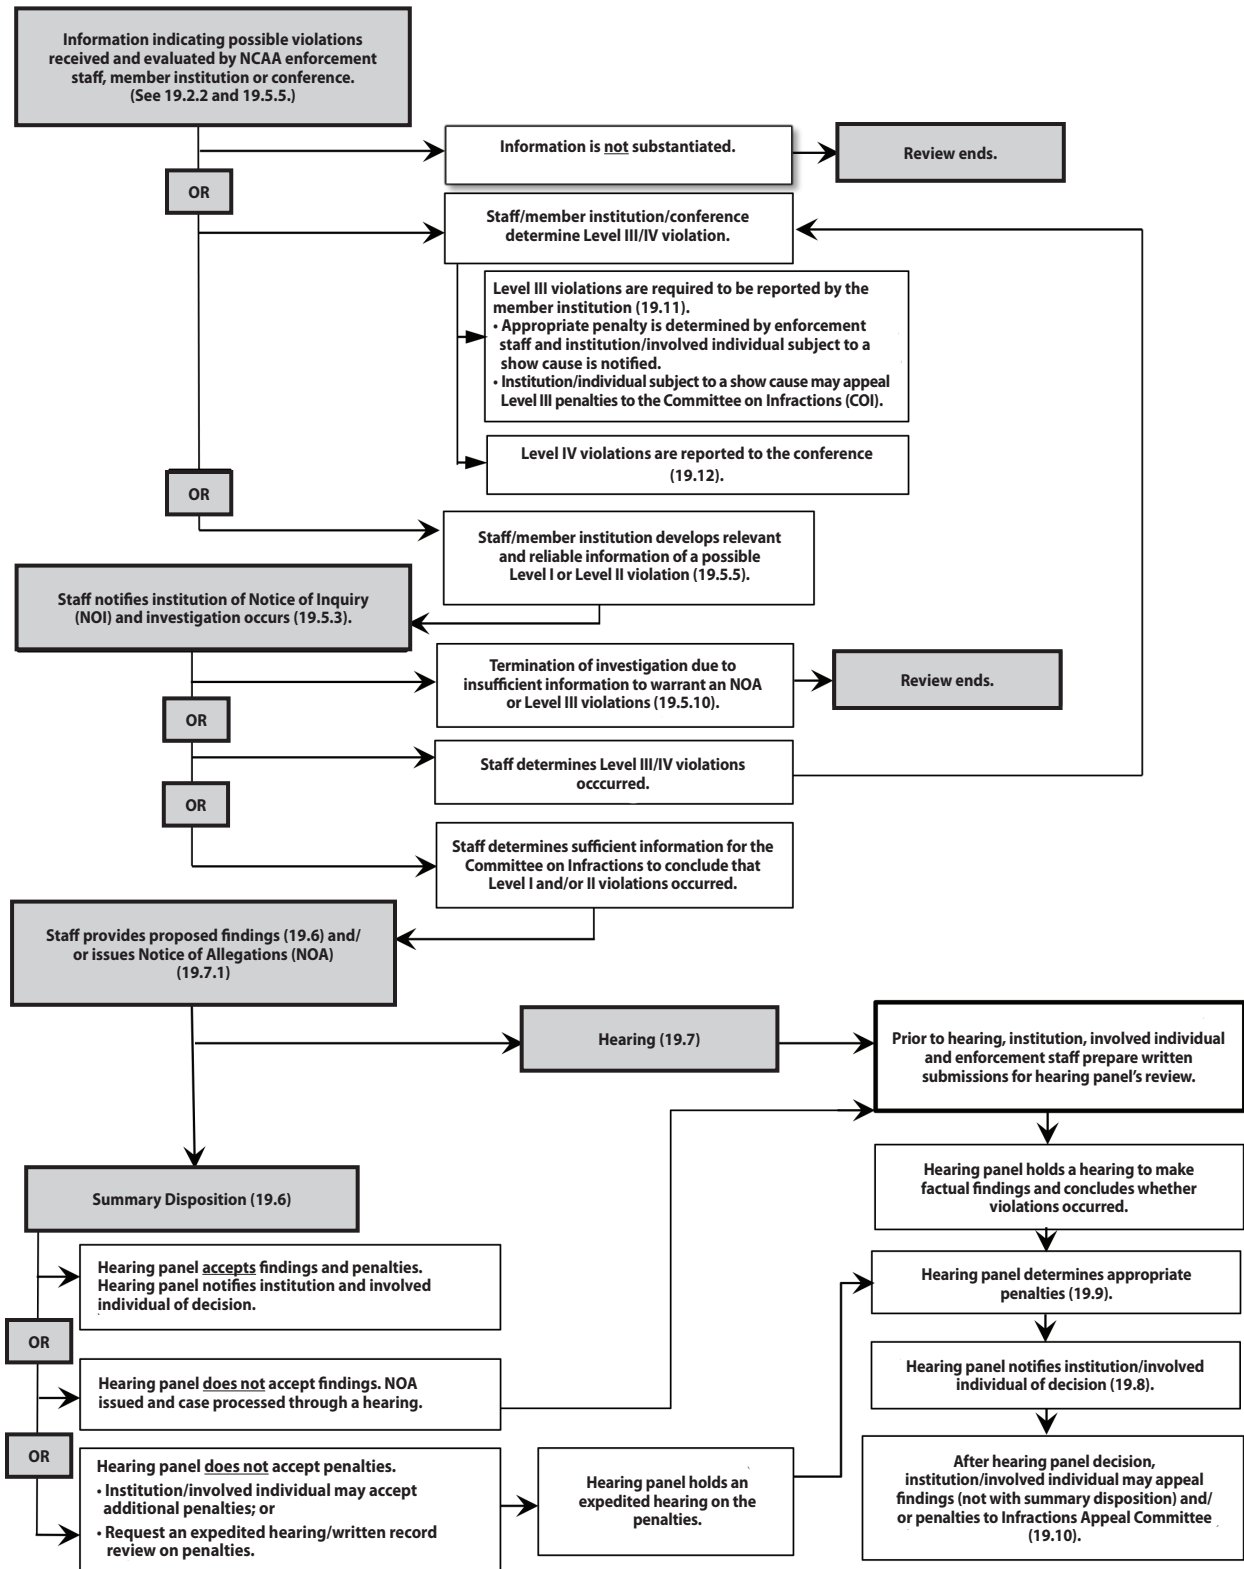 Information indicating possible violations
received and evaluated by NCAA enforcement
staff, member institution or conference.
(See 19.2.2 and 19.5.5.)
Information is not substantiated.
Review ends.
OR
Staff/member institution/conference
determine Level III/IV violation.
Level III violations are required to be reported by the
member institution (19.11).
• Appropriate penalty is determined by enforcement
staff and institution/involved individual subject to a
show cause is notified.
• Institution/individual subject to a show cause may appeal
Level III penalties to the Committee on Infractions (COI).
Level IV violations are reported to the conference
(19.12).
OR
Staff/member institution develops relevant
and reliable information of a possible
Level I or Level II violation (19.5.5).
Staff notifies institution of Notice of Inquiry
(NOI) and investigation occurs (19.5.3).
Termination of investigation due to
insufficient information to warrant an NOA
or Level III violations (19.5.10).
Review ends.
OR
Staff determines Level III/IV violations
occcurred.
OR
Staff determines sufficient information for the
Committee on Infractions to conclude that
Level I and/or II violations occurred.
Staff provides proposed findings (19.6) and/
or issues Notice of Allegations (NOA)
(19.7.1)
Hearing (19.7)
Prior to hearing, institution, involved individual
and enforcement staff prepare written
submissions for hearing panel's review.
Hearing panel holds a hearing to make
factual findings and concludes whether
violations occurred.
Summary Disposition (19.6)
Hearing panel accepts findings and penalties.
Hearing panel notifies institution and involved
individual of decision.
Hearing panel determines appropriate
penalties (19.9).
OR
Hearing panel does not accept findings. NOA
issued and case processed through a hearing.
Hearing panel notifies institution/involved
individual of decision (19.8).
OR
Hearing panel does not accept penalties.
• Institution/involved individual may accept
additional penalties; or
• Request an expedited hearing/written record
review on penalties.
Hearing panel holds an
expedited hearing on the
penalties.
After hearing panel decision,
institution/involved individual may appeal
findings (not with summary disposition) and/
or penalties to Infractions Appeal Committee
(19.10).